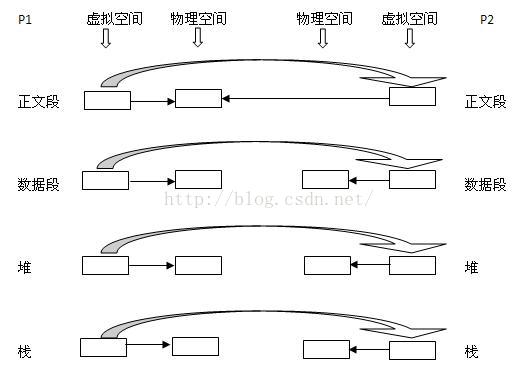 P1 虚拟空间 物理空间 物理空间 虚拟空间 P2
正文段 正文段
数据段 数据段
http://blog.csdn.net/
堆 堆
栈 栈